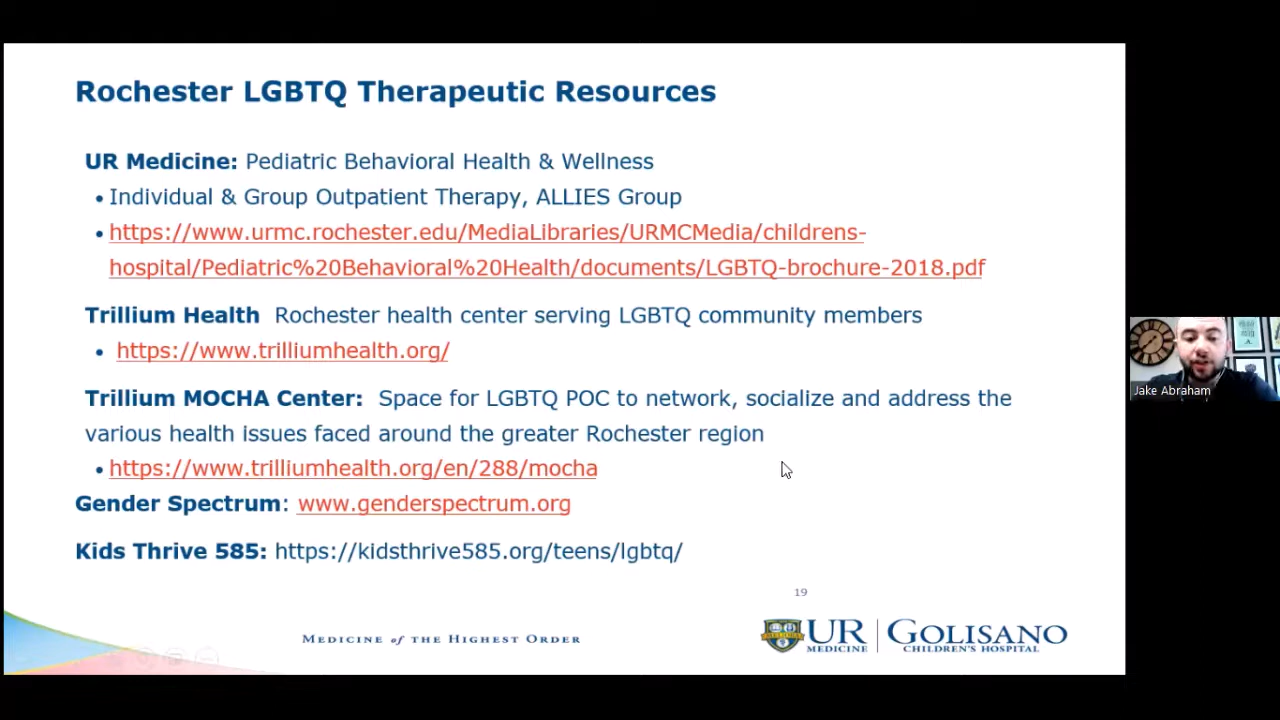 Rochester LGBTQ Therapeutic Resources
UR Medicine: Pediatric Behavioral Health & Wellness
• Individual & Group Outpatient Therapy, ALLIES Group
• https://www.urmc.rochester.edu/MediaLibraries/URMCMedia/childrens-
hospital/Pediatric%20Behavioral%20Health/documents/LGBTQ-brochure-2018.pdf
Trillium Health  Rochester health center serving LGBTQ community members
• https://www.trilliumhealth.org/
Trillium MOCHA Center:  Space for LGBTQ POC to network, socialize and address the
various health issues faced around the greater Rochester region
• https://www.trilliumhealth.org/en/288/mocha
Gender Spectrum: www.genderspectrum.org
Kids Thrive 585: https://kidsthrive585.org/teens/lgbtq/
19
MEDICINE of THE HIGHEST ORDER
UR
MEDICINE
GOLISANO
CHILDREN'S HOSPITAL
Jake Abraham